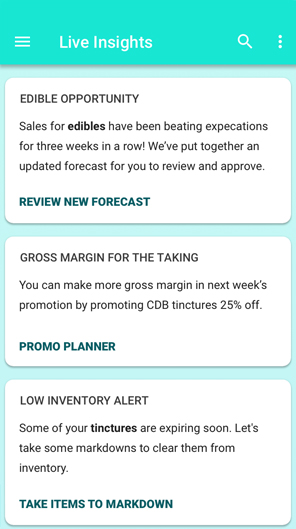 Live Insights
EDIBLE OPPORTUNITY
Sales for edibles have been beating expecations
for three weeks in a row! We've put together an
updated forecast for you to review and approve.
REVIEW NEW FORECAST
GROSS MARGIN FOR THE TAKING
You can make more gross margin in next week's
promotion by promoting CDB tinctures 25% off.
PROMO PLANNER
LOW INVENTORY ALERT
Some of your tinctures are expiring soon. Let's
take some markdowns to clear them from
inventory.
TAKE ITEMS TO MARKDOWN